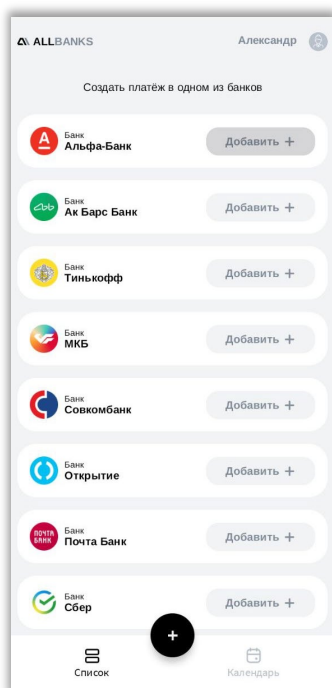 ALLBANKS
Александр
Создать платёж в одном из банков
Банк
Альфа-Банк
Добавить +
Банк
Ак Барс Банк
Добавить +
Банк
Тинькофф
Добавить +
Банк
МКБ
Добавить +
Банк
Совкомбанк
Добавить +
Банк
Открытие
Добавить +
ПОЧТА
БАНК
Банк
Почта Банк
Добавить +
Банк
Сбер
Добавить +
+
Список
Календарь